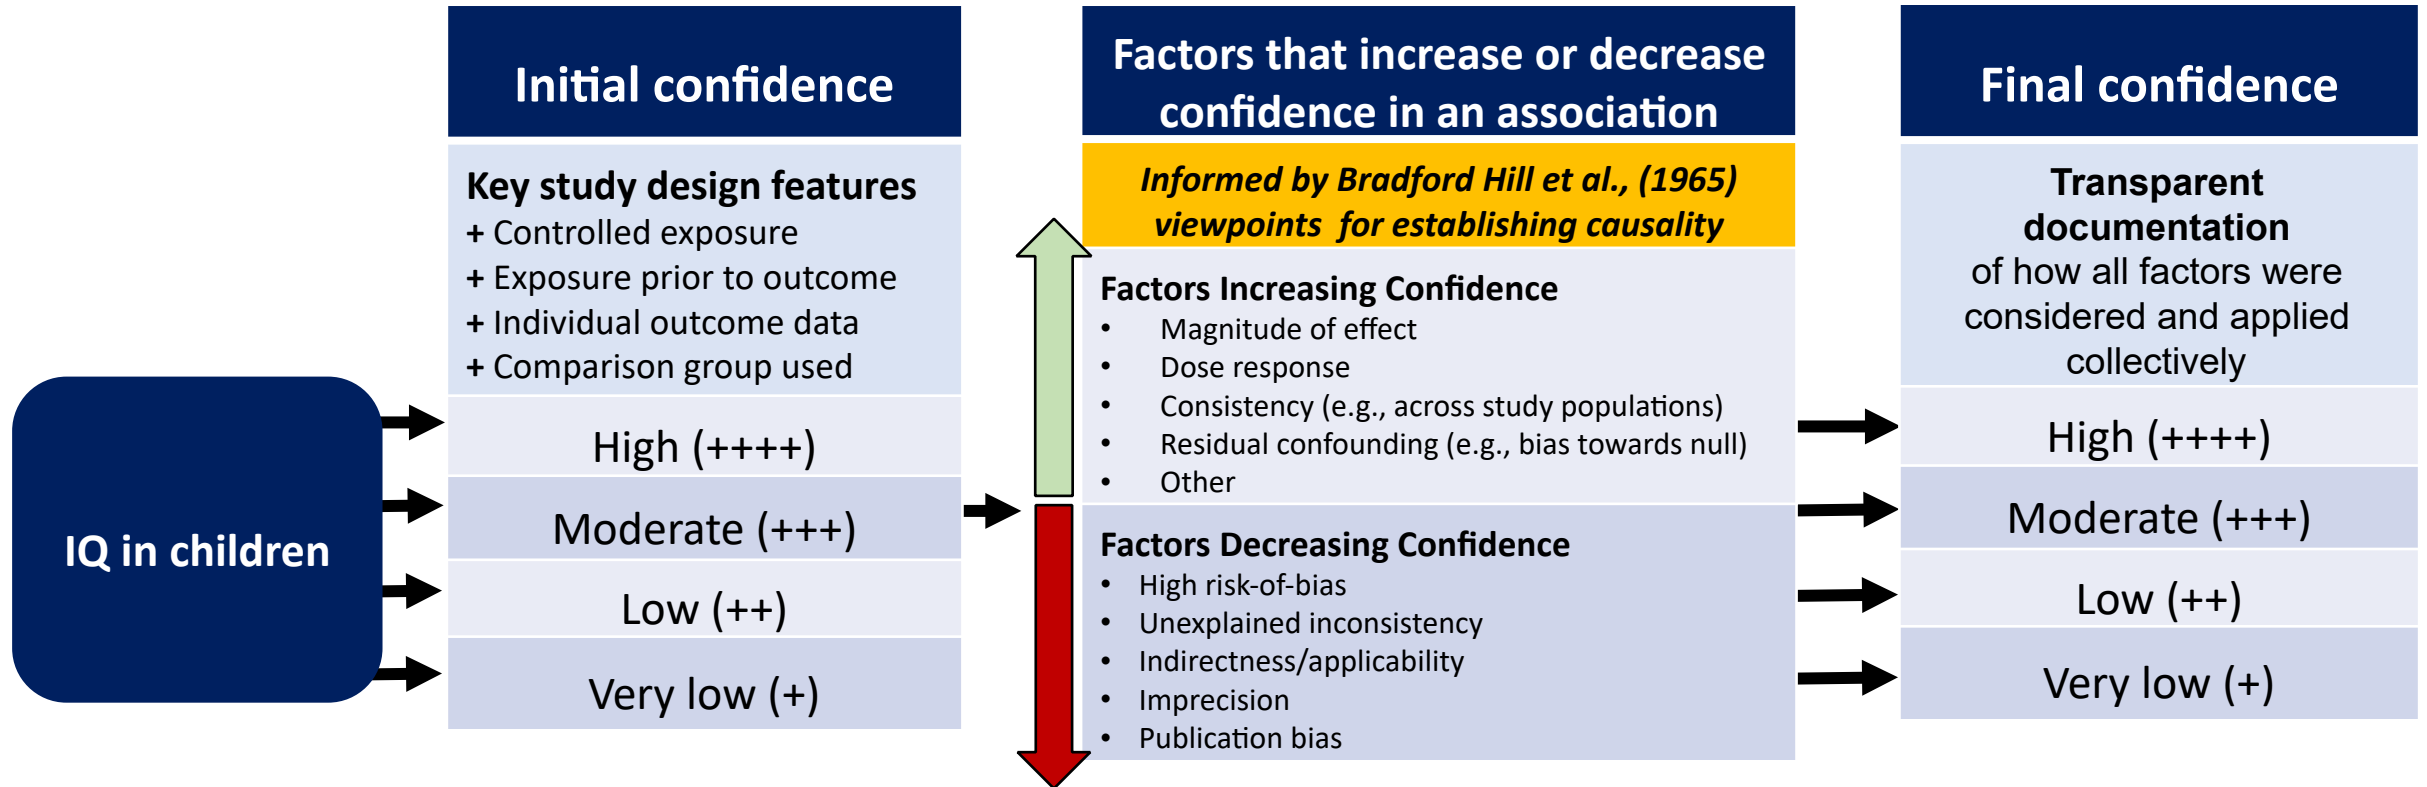 IQ in children
Initial confidence
Key study design features
+ Controlled exposure
+ Exposure prior to outcome
+ Individual outcome data
+ Comparison group used
High (++++)
Moderate (+++)
Low (++)
Very low (+)
Factors that increase or decrease
confidence in an association
Informed by Bradford Hill et al., (1965)
viewpoints for establishing causality
Factors Increasing Confidence
• Magnitude of effect
• Dose response
• Consistency (e.g., across study populations)
• Residual confounding (e.g., bias towards null)
• Other
Factors Decreasing Confidence
• High risk-of-bias
• Unexplained inconsistency
• Indirectness/applicability
• Imprecision
• Publication bias
Final confidence
Transparent
documentation
of how all factors were
considered and applied
collectively
High (++++)
Moderate (+++)
Low (++)
Very low (+)